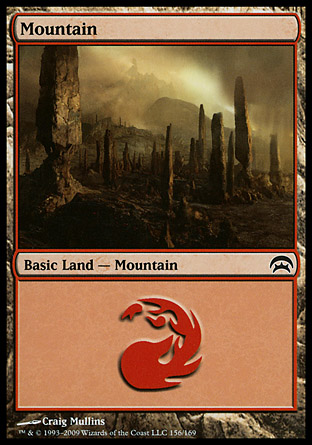 Mountain
Basic Land — Mountain
Craig Mullins
™ & © 1993–2009 Wizards of the Coast LLC 156/169